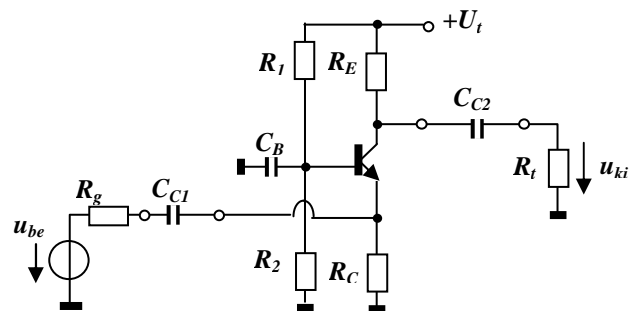 +U_t
R_1
R_E
C_C2
C_B
R_t
u_ki
R_g
C_C1
u_be
R_2
R_C